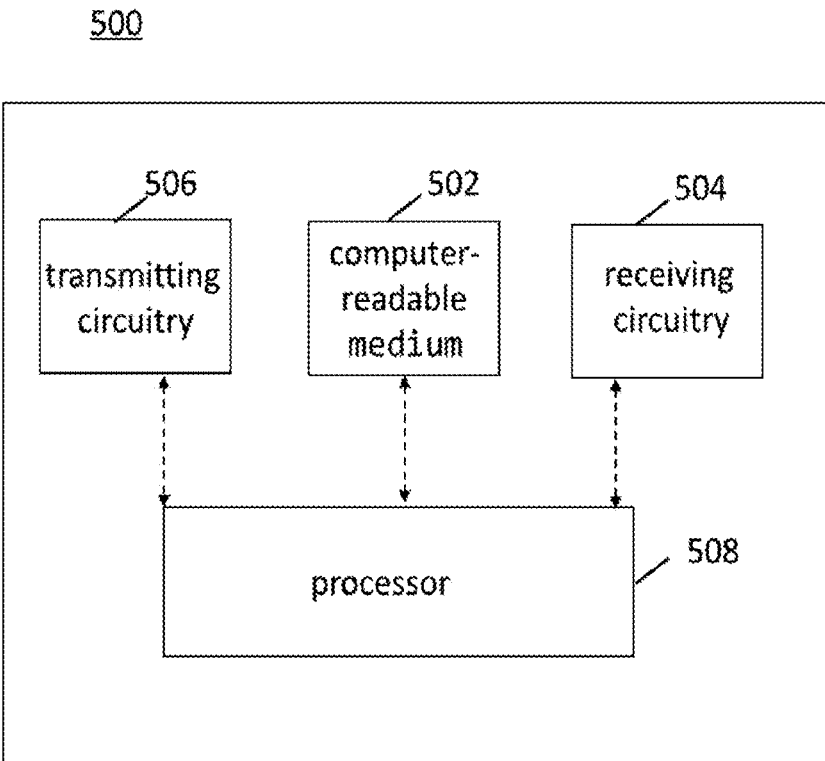 500
506
502
504
transmitting
circuitry
computer-
readable
medium
receiving
circuitry
508
processor